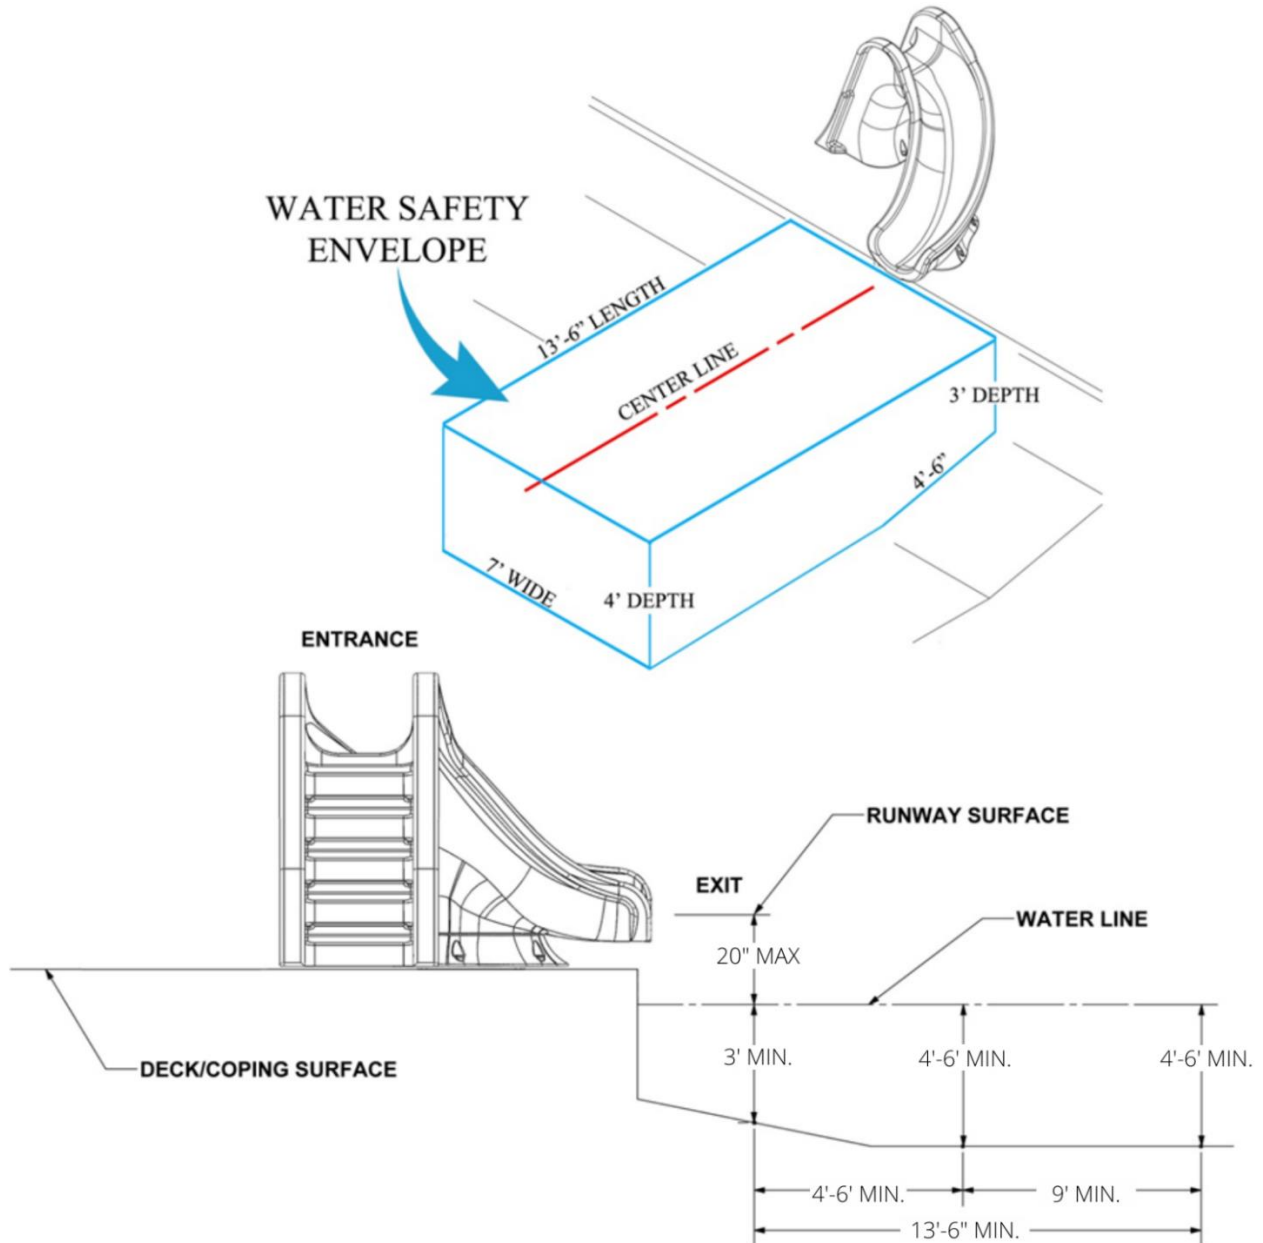 WATER SAFETY
ENVELOPE
13’-6” LENGTH
CENTER LINE
3’ DEPTH
4’-6”
7’ WIDE
4’ DEPTH
ENTRANCE
RUNWAY SURFACE
EXIT
WATER LINE
20" MAX
3' MIN.
4'-6' MIN.
4'-6' MIN.
DECK/COPING SURFACE
4'-6' MIN.
9' MIN.
13'-6" MIN.